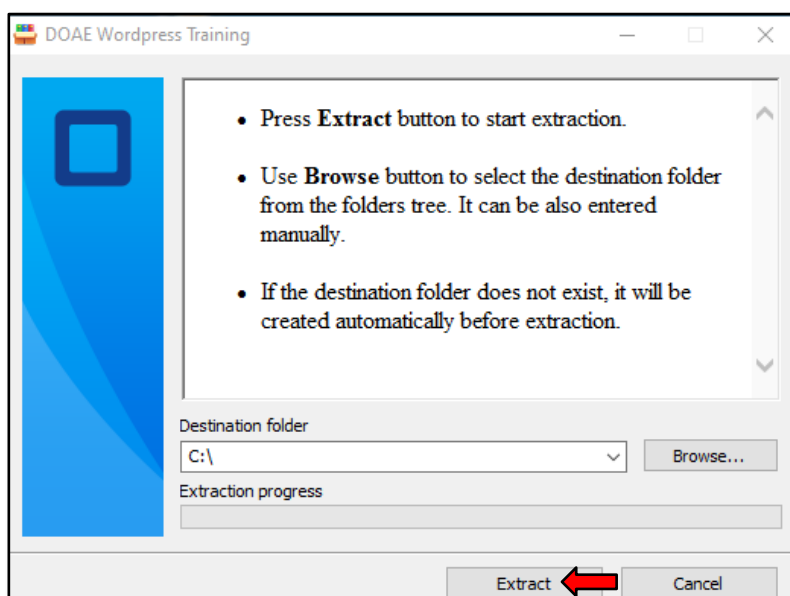 DOAE Wordpress Training
• Press Extract button to start extraction.
• Use Browse button to select the destination folder
from the folders tree. It can be also entered
manually.
• If the destination folder does not exist, it will be
created automatically before extraction.
Destination folder
C:\
Browse...
Extraction progress
Extract
Cancel